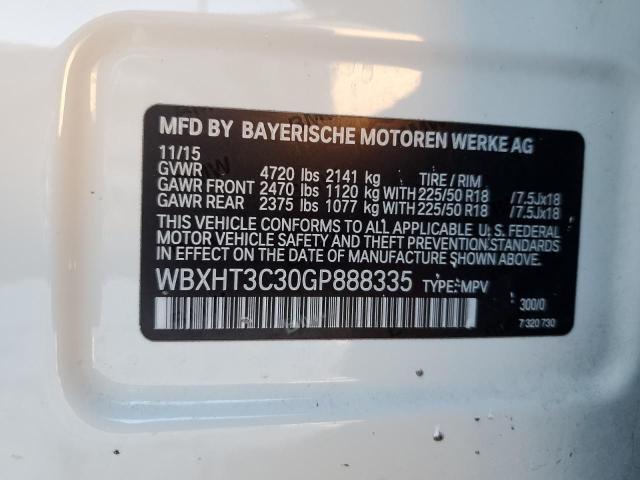 MFD BY BAYERISCHE MOTOREN WERKE AG
11/15
GVWR 4720 lbs 2141 kg TIRE / RIM
GAWR FRONT 2470 lbs 1120 kg WITH 225/50 R18 /7.5Jx18
GAWR REAR 2375 lbs 1077 kg WITH 225/50 R18 /7.5Jx18
THIS VEHICLE CONFORMS TO ALL APPLICABLE U. S. FEDERAL
MOTOR VEHICLE SAFETY AND THEFT PREVENTION STANDARDS
IN EFFECT ON THE DATE OF MANUFACTURE SHOWN ABOVE.
WBXHT3C30GP888335 TYPE: MPV
300/0
7 320 730